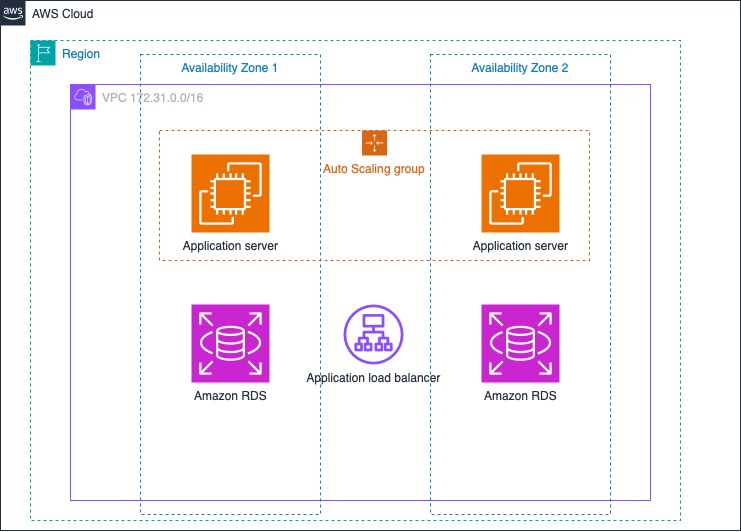 aws
AWS Cloud
Region
Availability Zone 1
Availability Zone 2
VPC 172.31.0.0/16
Auto Scaling group
Application server
Application server
Application load balancer
Amazon RDS
Amazon RDS